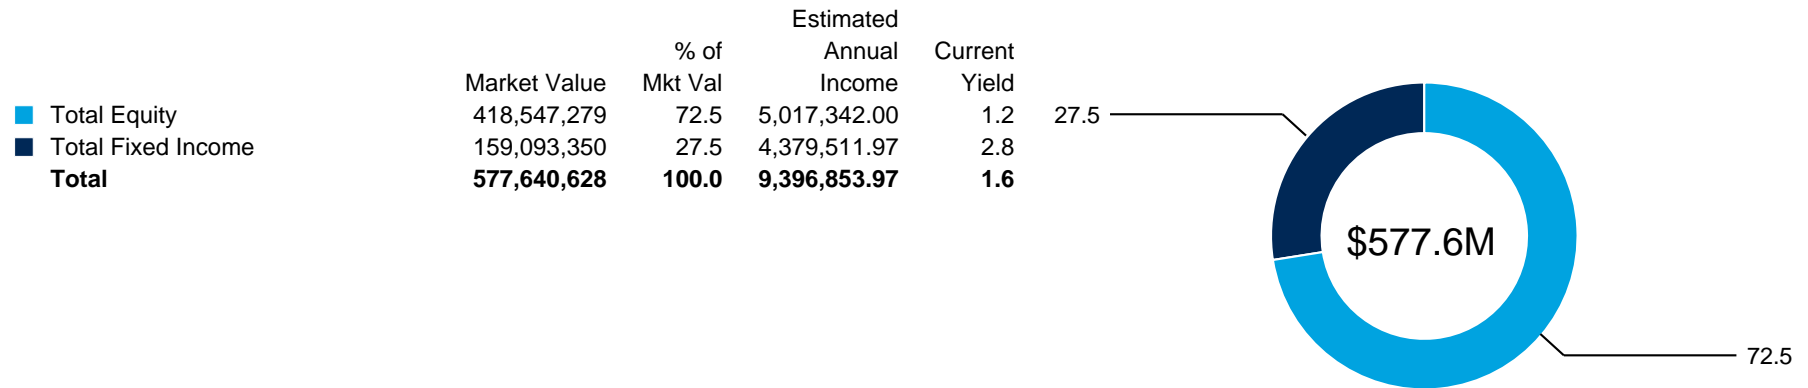 Estimated
% of Annual Current
Market Value Mkt Val Income Yield
Total Equity 418,547,279 72.5 5,017,342.00 1.2
Total Fixed Income 159,093,350 27.5 4,379,511.97 2.8
Total 577,640,628 100.0 9,396,853.97 1.6
27.5
$577.6M
72.5